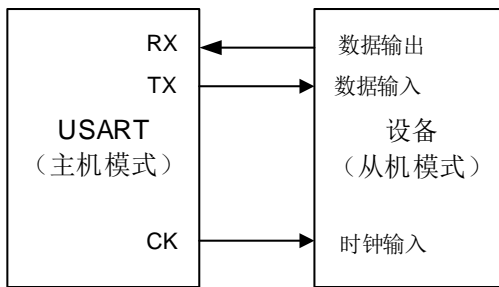 RX
TX
USART
（主机模式）
CK
数据输出
数据输入
设备
（从机模式）
时钟输入